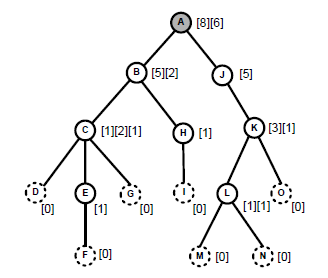 A [8][6]
B [5][2] J [5]
C [1][2][1] H [1] K [3][1]
D [0] E [1] G [0] I [0] L [1][1] O [0]
F [0] M [0] N [0]